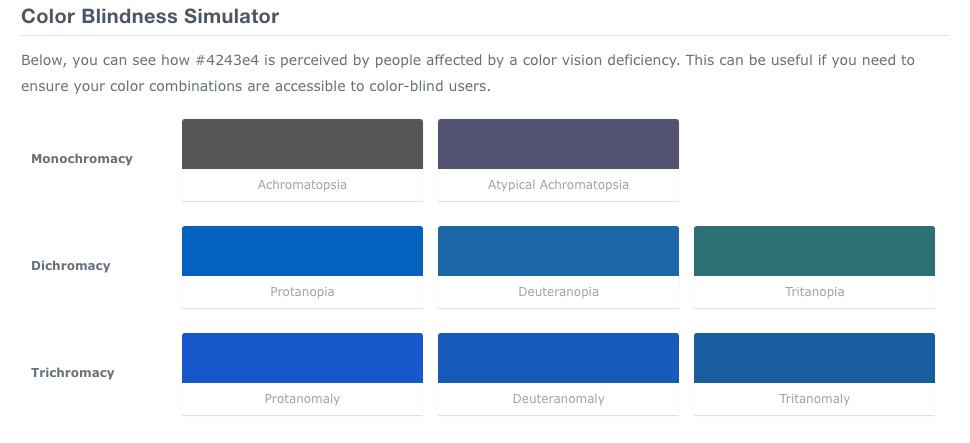 Color Blindness Simulator
Below, you can see how #4243e4 is perceived by people affected by a color vision deficiency. This can be useful if you need to
ensure your color combinations are accessible to color-blind users.
Monochromacy
Achromatopsia
Atypical Achromatopsia
Dichromacy
Protanopia
Deuteranopia
Tritanopia
Trichromacy
Protanomaly
Deuteranomaly
Tritanomaly